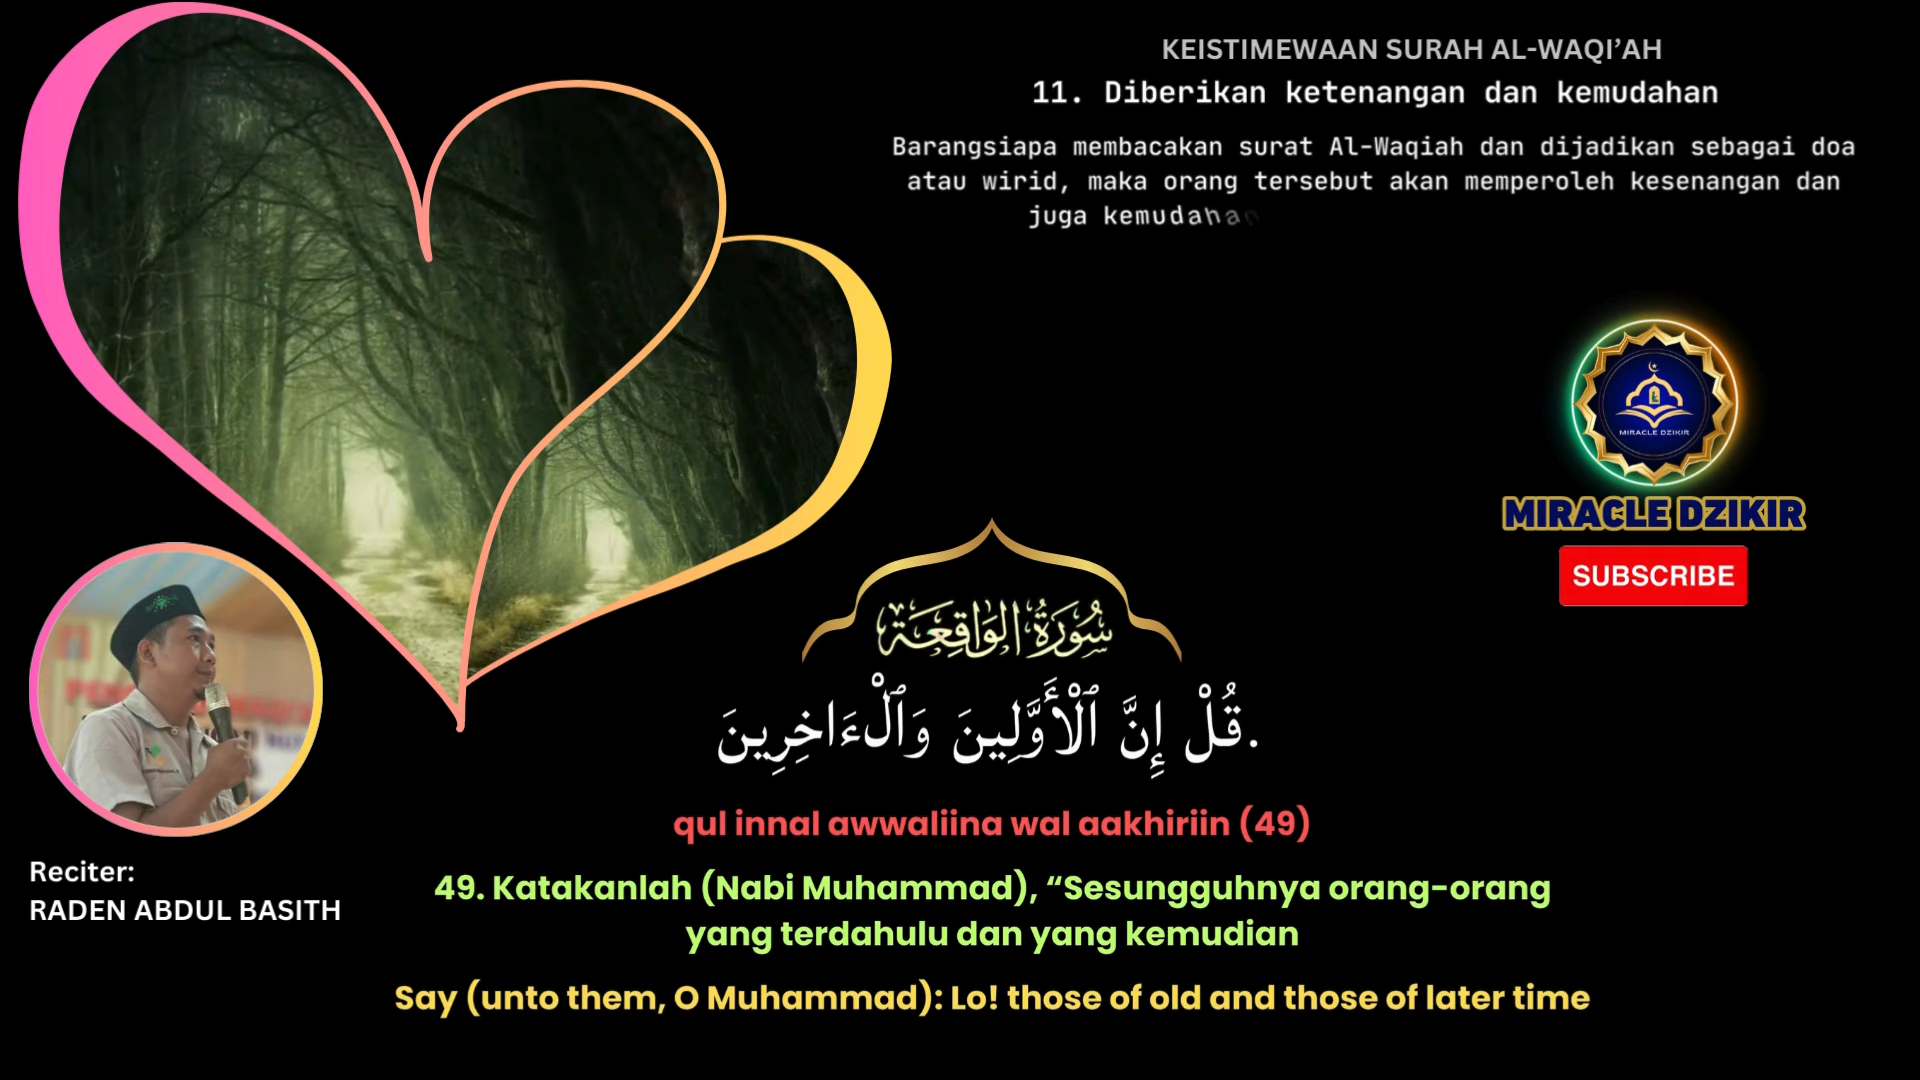 KEISTIMEWAAN SURAH AL-WAQI’AH
11. Diberikan ketenangan dan kemudahan
Barangsiapa membacakan surat Al-Waqiah dan dijadikan sebagai doa
atau wirid, maka orang tersebut akan memperoleh kesenangan dan
juga kemudahan
MIRACLE DZIKIR
MIRACLE DZIKIR
SUBSCRIBE
سُورَةُ الوَاقِعَة
قُلْ إِنَّ ٱلْأَوَّلِينَ وَٱلْءَاخِرِينَ.
qul innal awwaliina wal aakhiriin (49)
49. Katakanlah (Nabi Muhammad), “Sesungguhnya orang-orang
yang terdahulu dan yang kemudian
Say (unto them, O Muhammad): Lo! those of old and those of later time
Reciter:
RADEN ABDUL BASITH